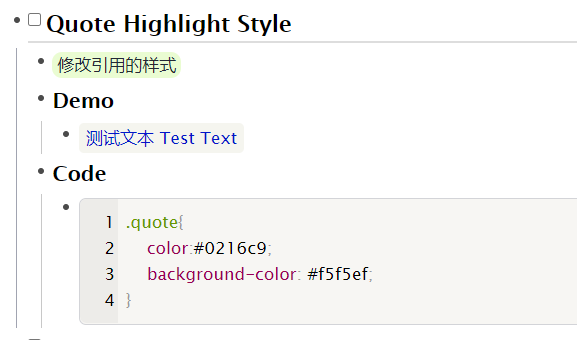 Quote Highlight Style
修改引用的样式
Demo
测试文本 Test Text
Code
1 .quote{
2 color:#0216c9;
3 background-color: #f5f5ef;
4 }